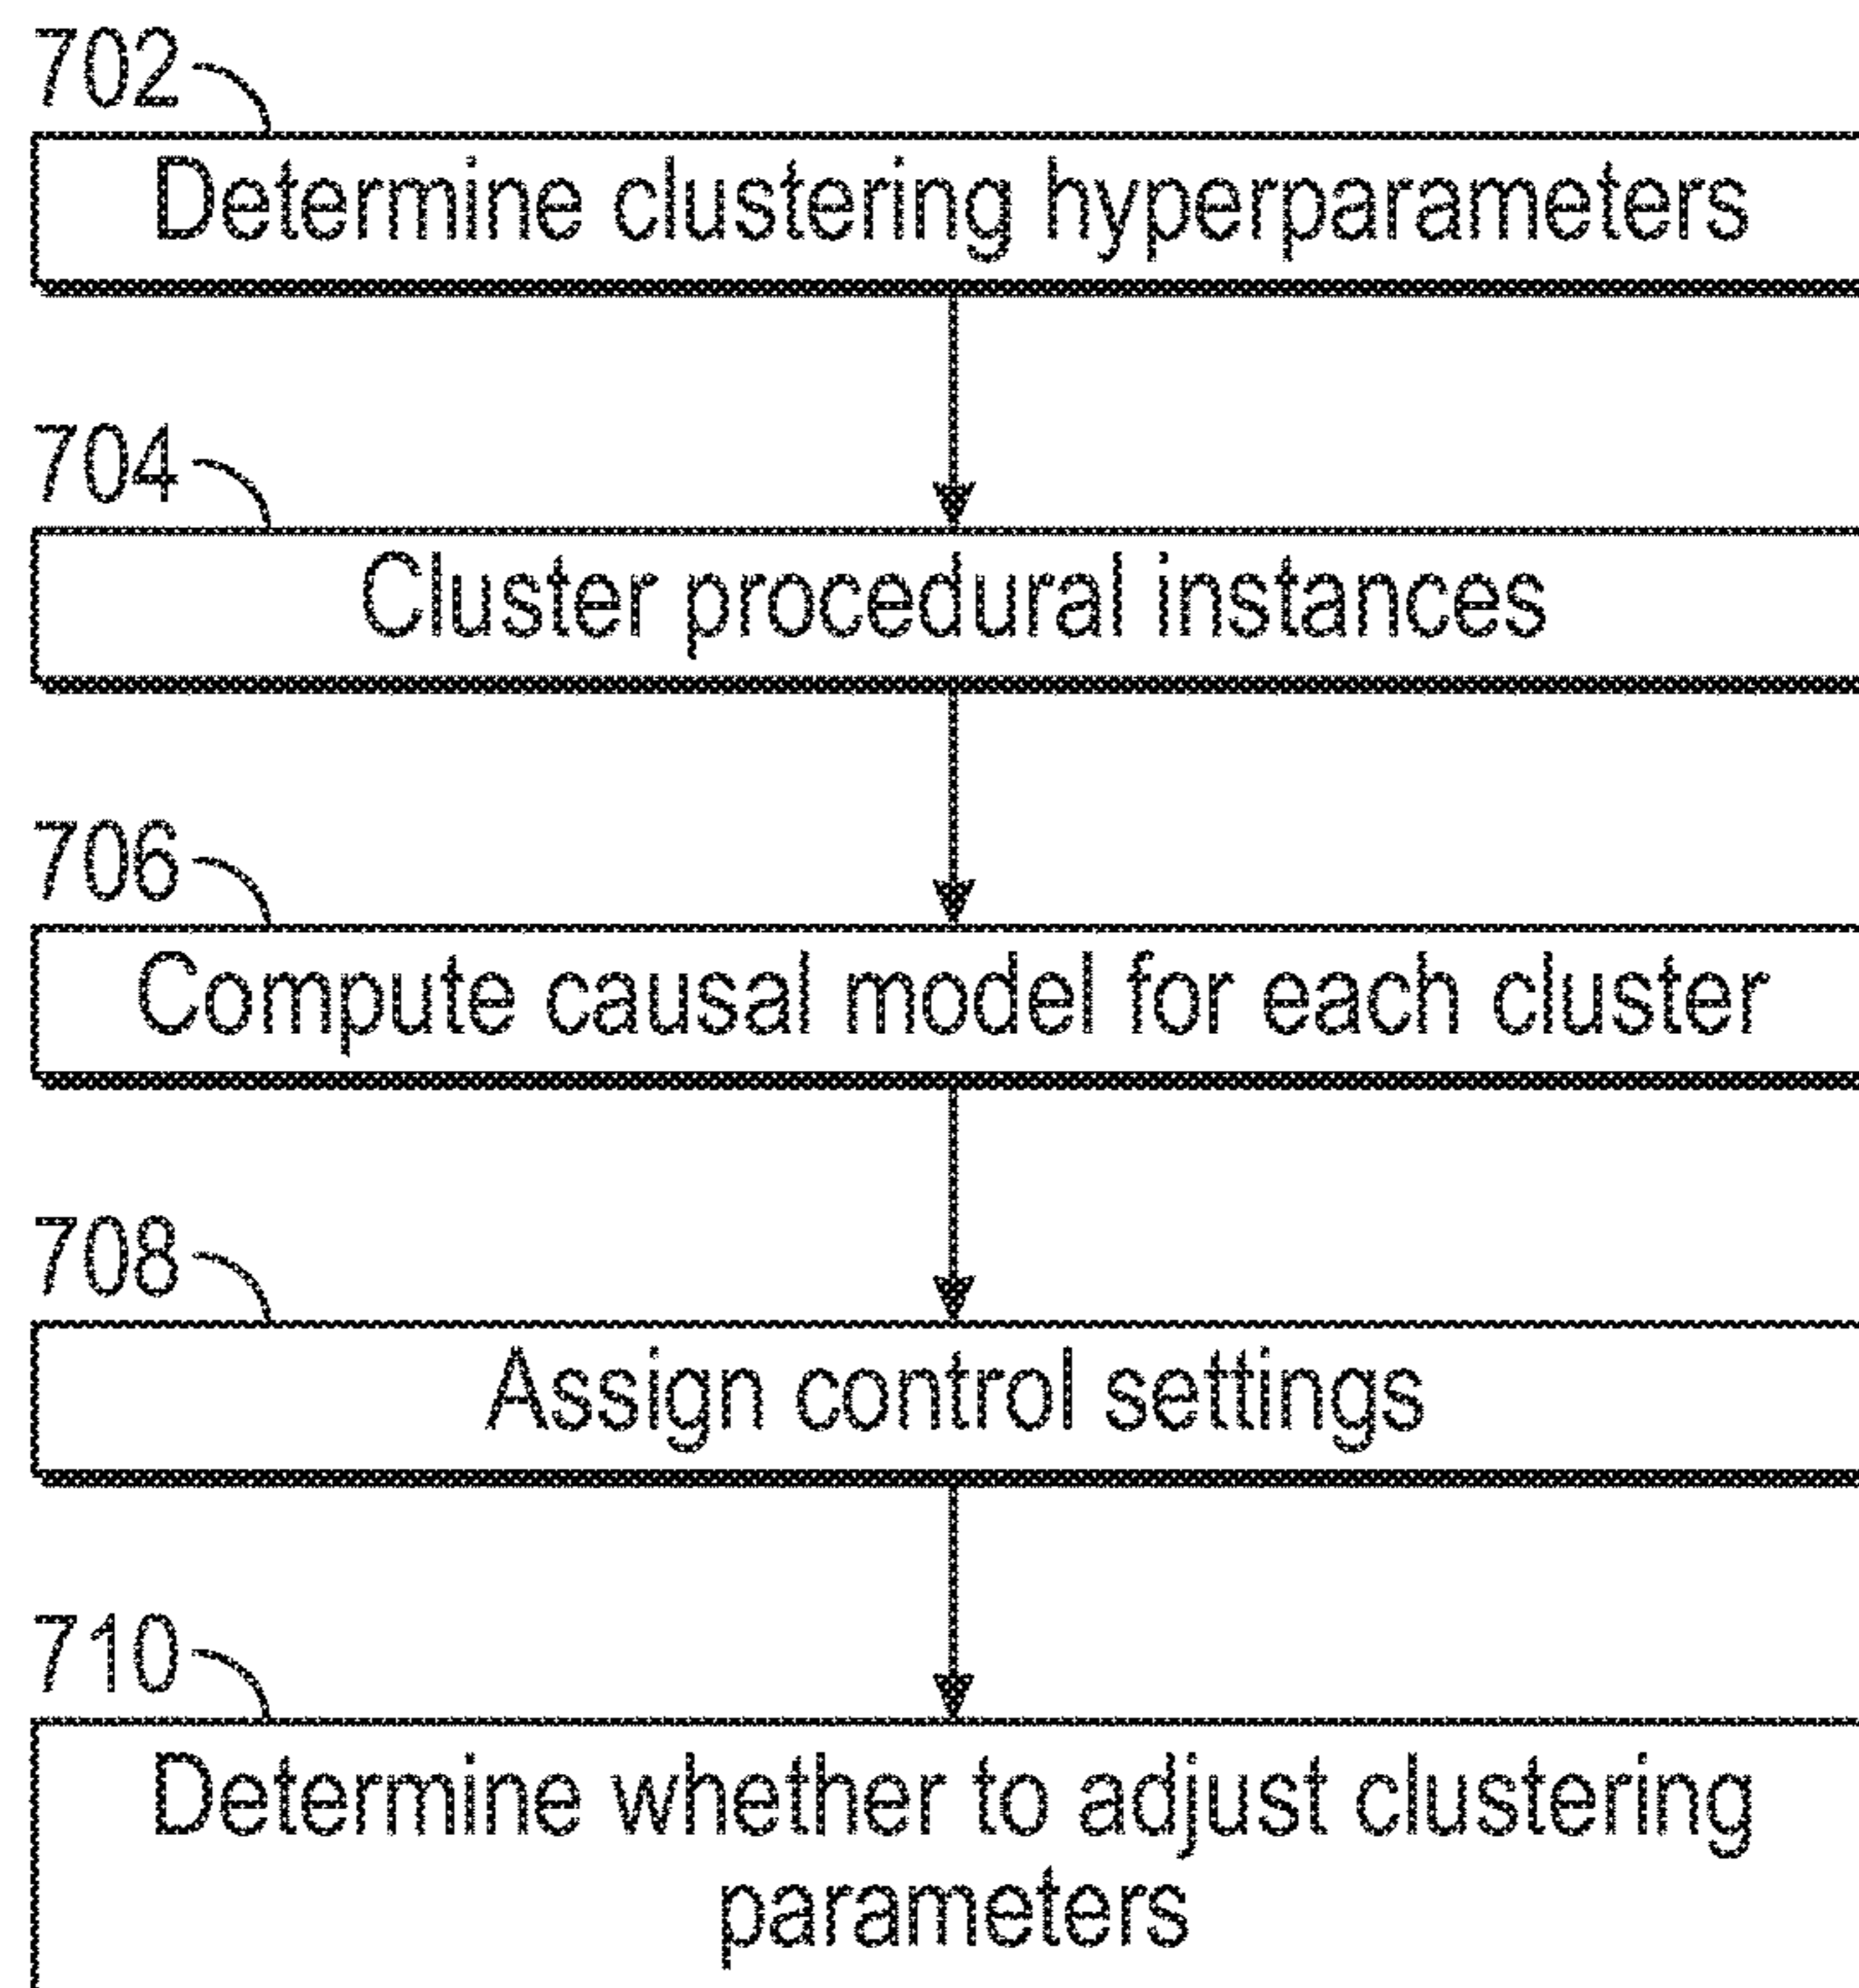 702
Determine clustering hyperparameters
704
Cluster procedural instances
706
Compute causal model for each cluster
708
Assign control settings
710
Determine whether to adjust clustering
parameters